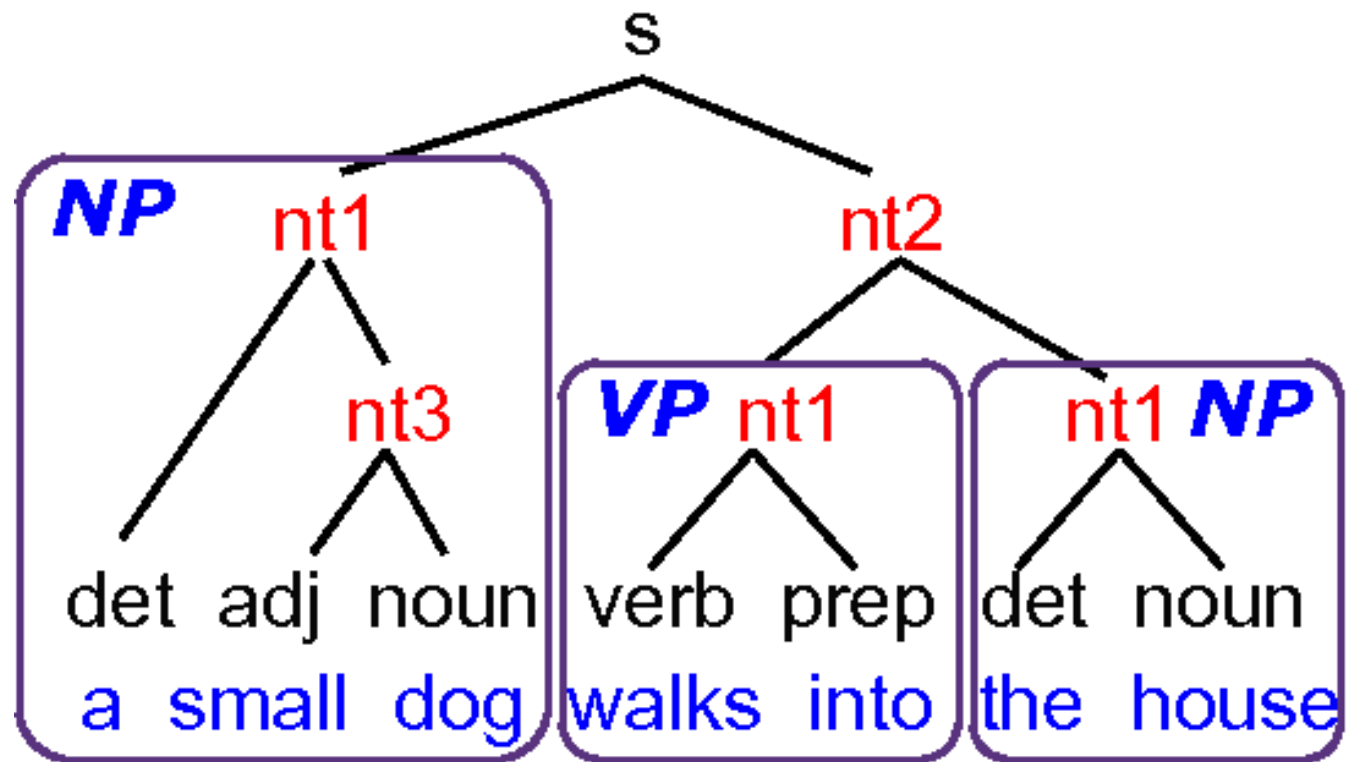 s
NP nt1 nt2
nt3 VP nt1 nt1 NP
det adj noun verb prep det noun
a small dog walks into the house